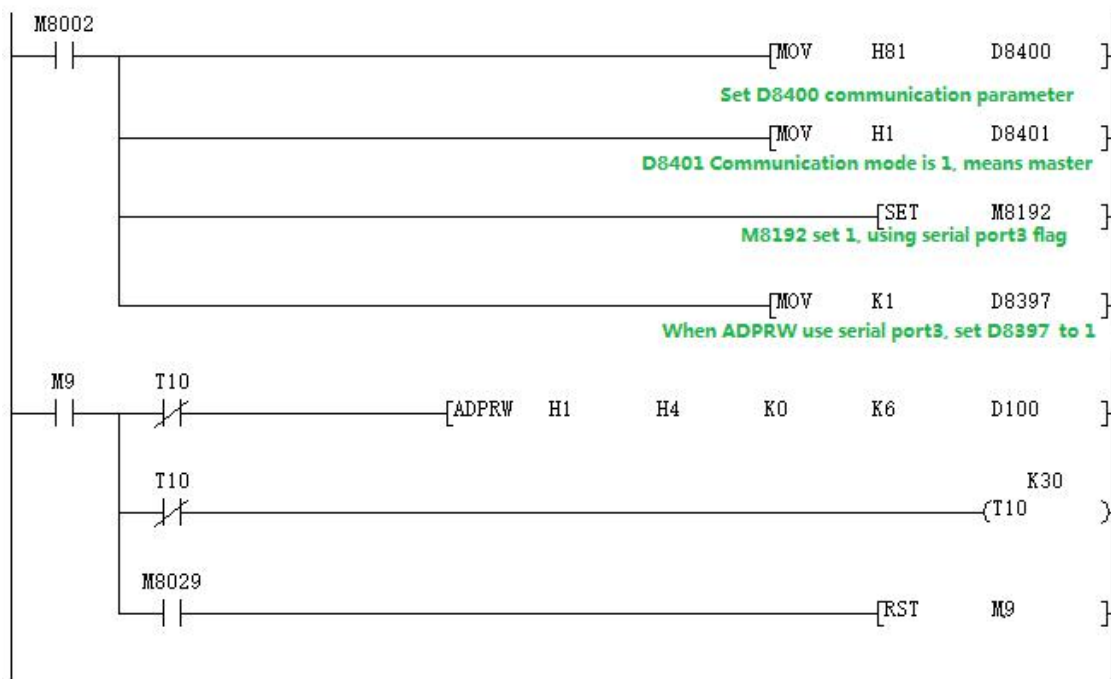 M8002
[MOV H81 D8400 ]
Set D8400 communication parameter
[MOV H1 D8401 ]
D8401 Communication mode is 1, means master
[SET M8192 ]
M8192 set 1, using serial port3 flag
[MOV K1 D8397 ]
When ADPRW use serial port3, set D8397 to 1
M9 T10
[ADPRW H1 H4 K0 K6 D100 ]
T10 K30
(T10 )
M8029
[RST M9 ]